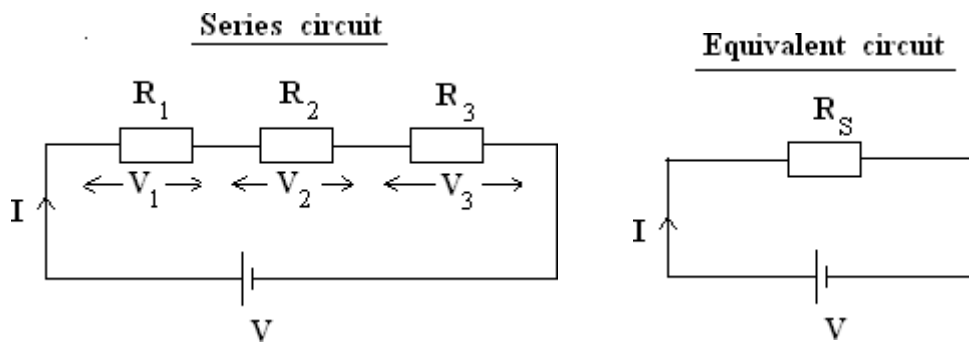 Series circuit
R1 R2 R3
V1 V2 V3
I
V
Equivalent circuit
RS
I
V